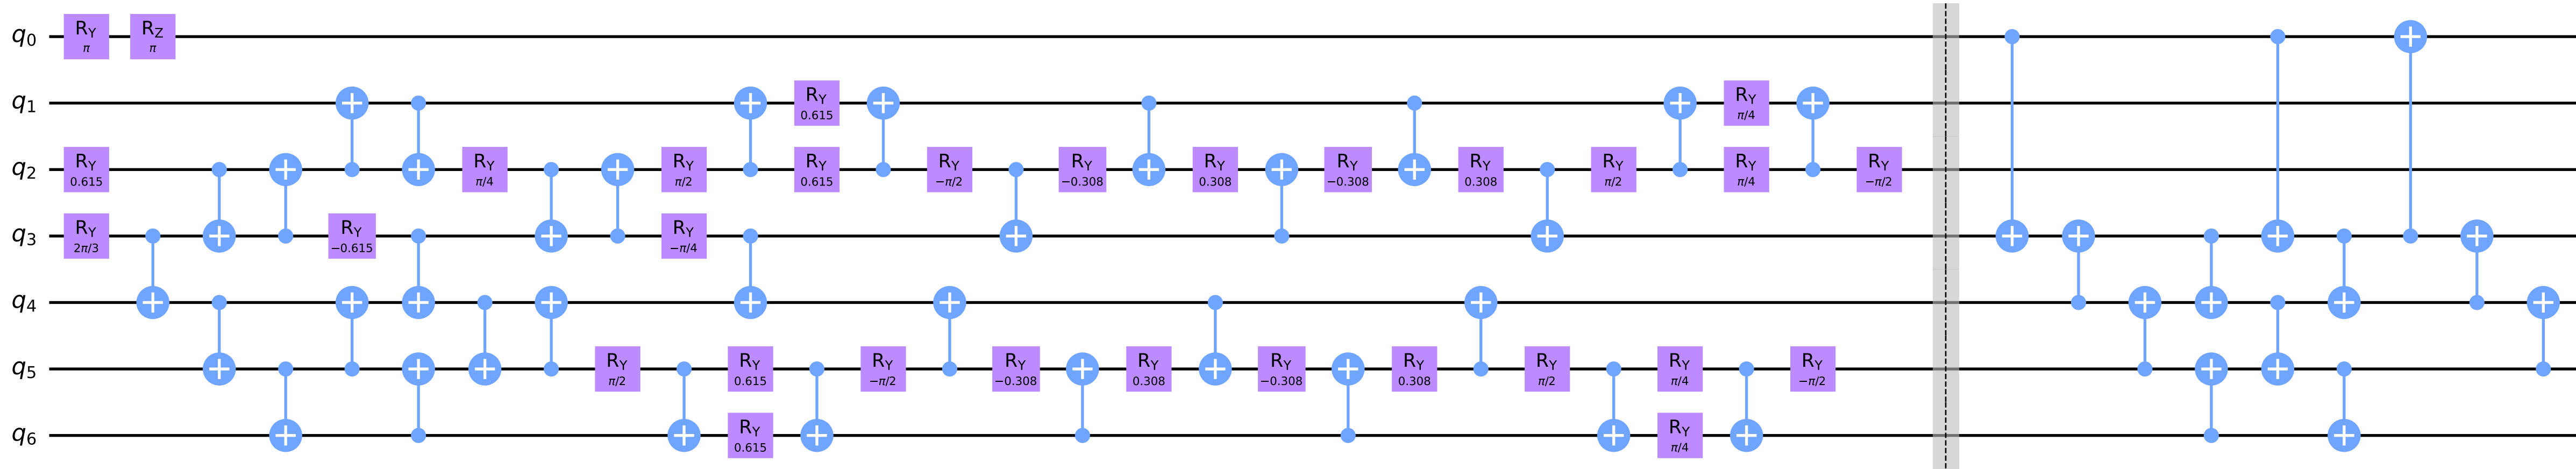 q0 RY π RZ π
q1 RY 0.615 RY π/4
q2 RY 0.615 RY π/4 RY π/2 RY 0.615 RY −π/2 RY −0.308 RY 0.308 RY −0.308 RY 0.308 RY π/2 RY π/4 RY −π/2
q3 RY 2π/3 RY −0.615 RY −π/4
q4
q5 RY π/2 RY 0.615 RY −π/2 RY −0.308 RY 0.308 RY −0.308 RY 0.308 RY π/2 RY π/4 RY −π/2
q6 RY 0.615 RY π/4